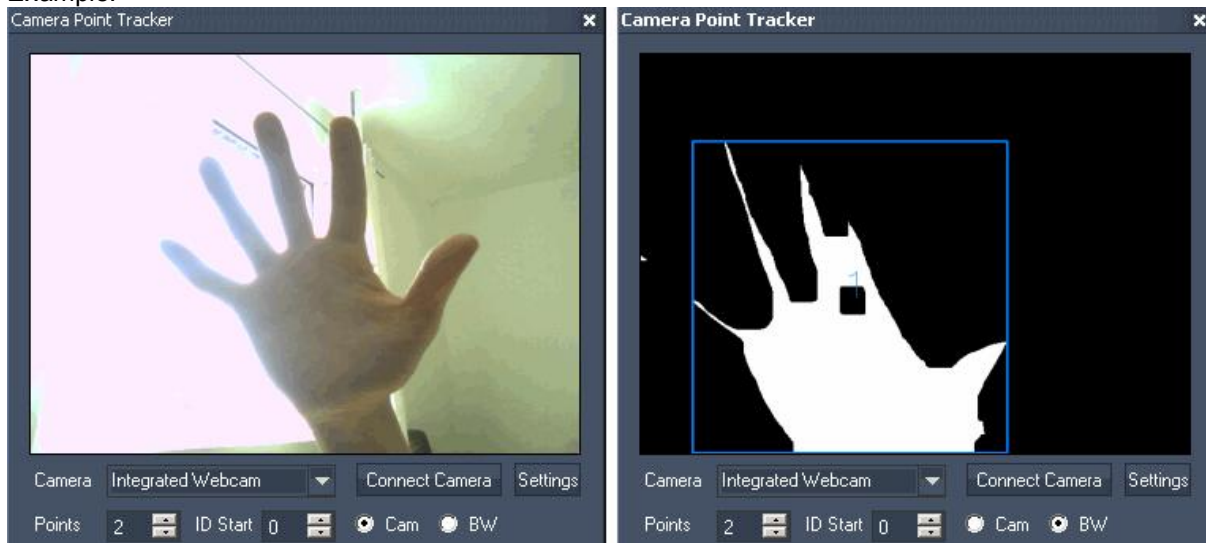 Example:
Camera Point Tracker
Camera Integrated Webcam Connect Camera Settings
Points 2 ID Start 0 Cam BW
Camera Point Tracker
1
Camera Integrated Webcam Connect Camera Settings
Points 2 ID Start 0 Cam BW